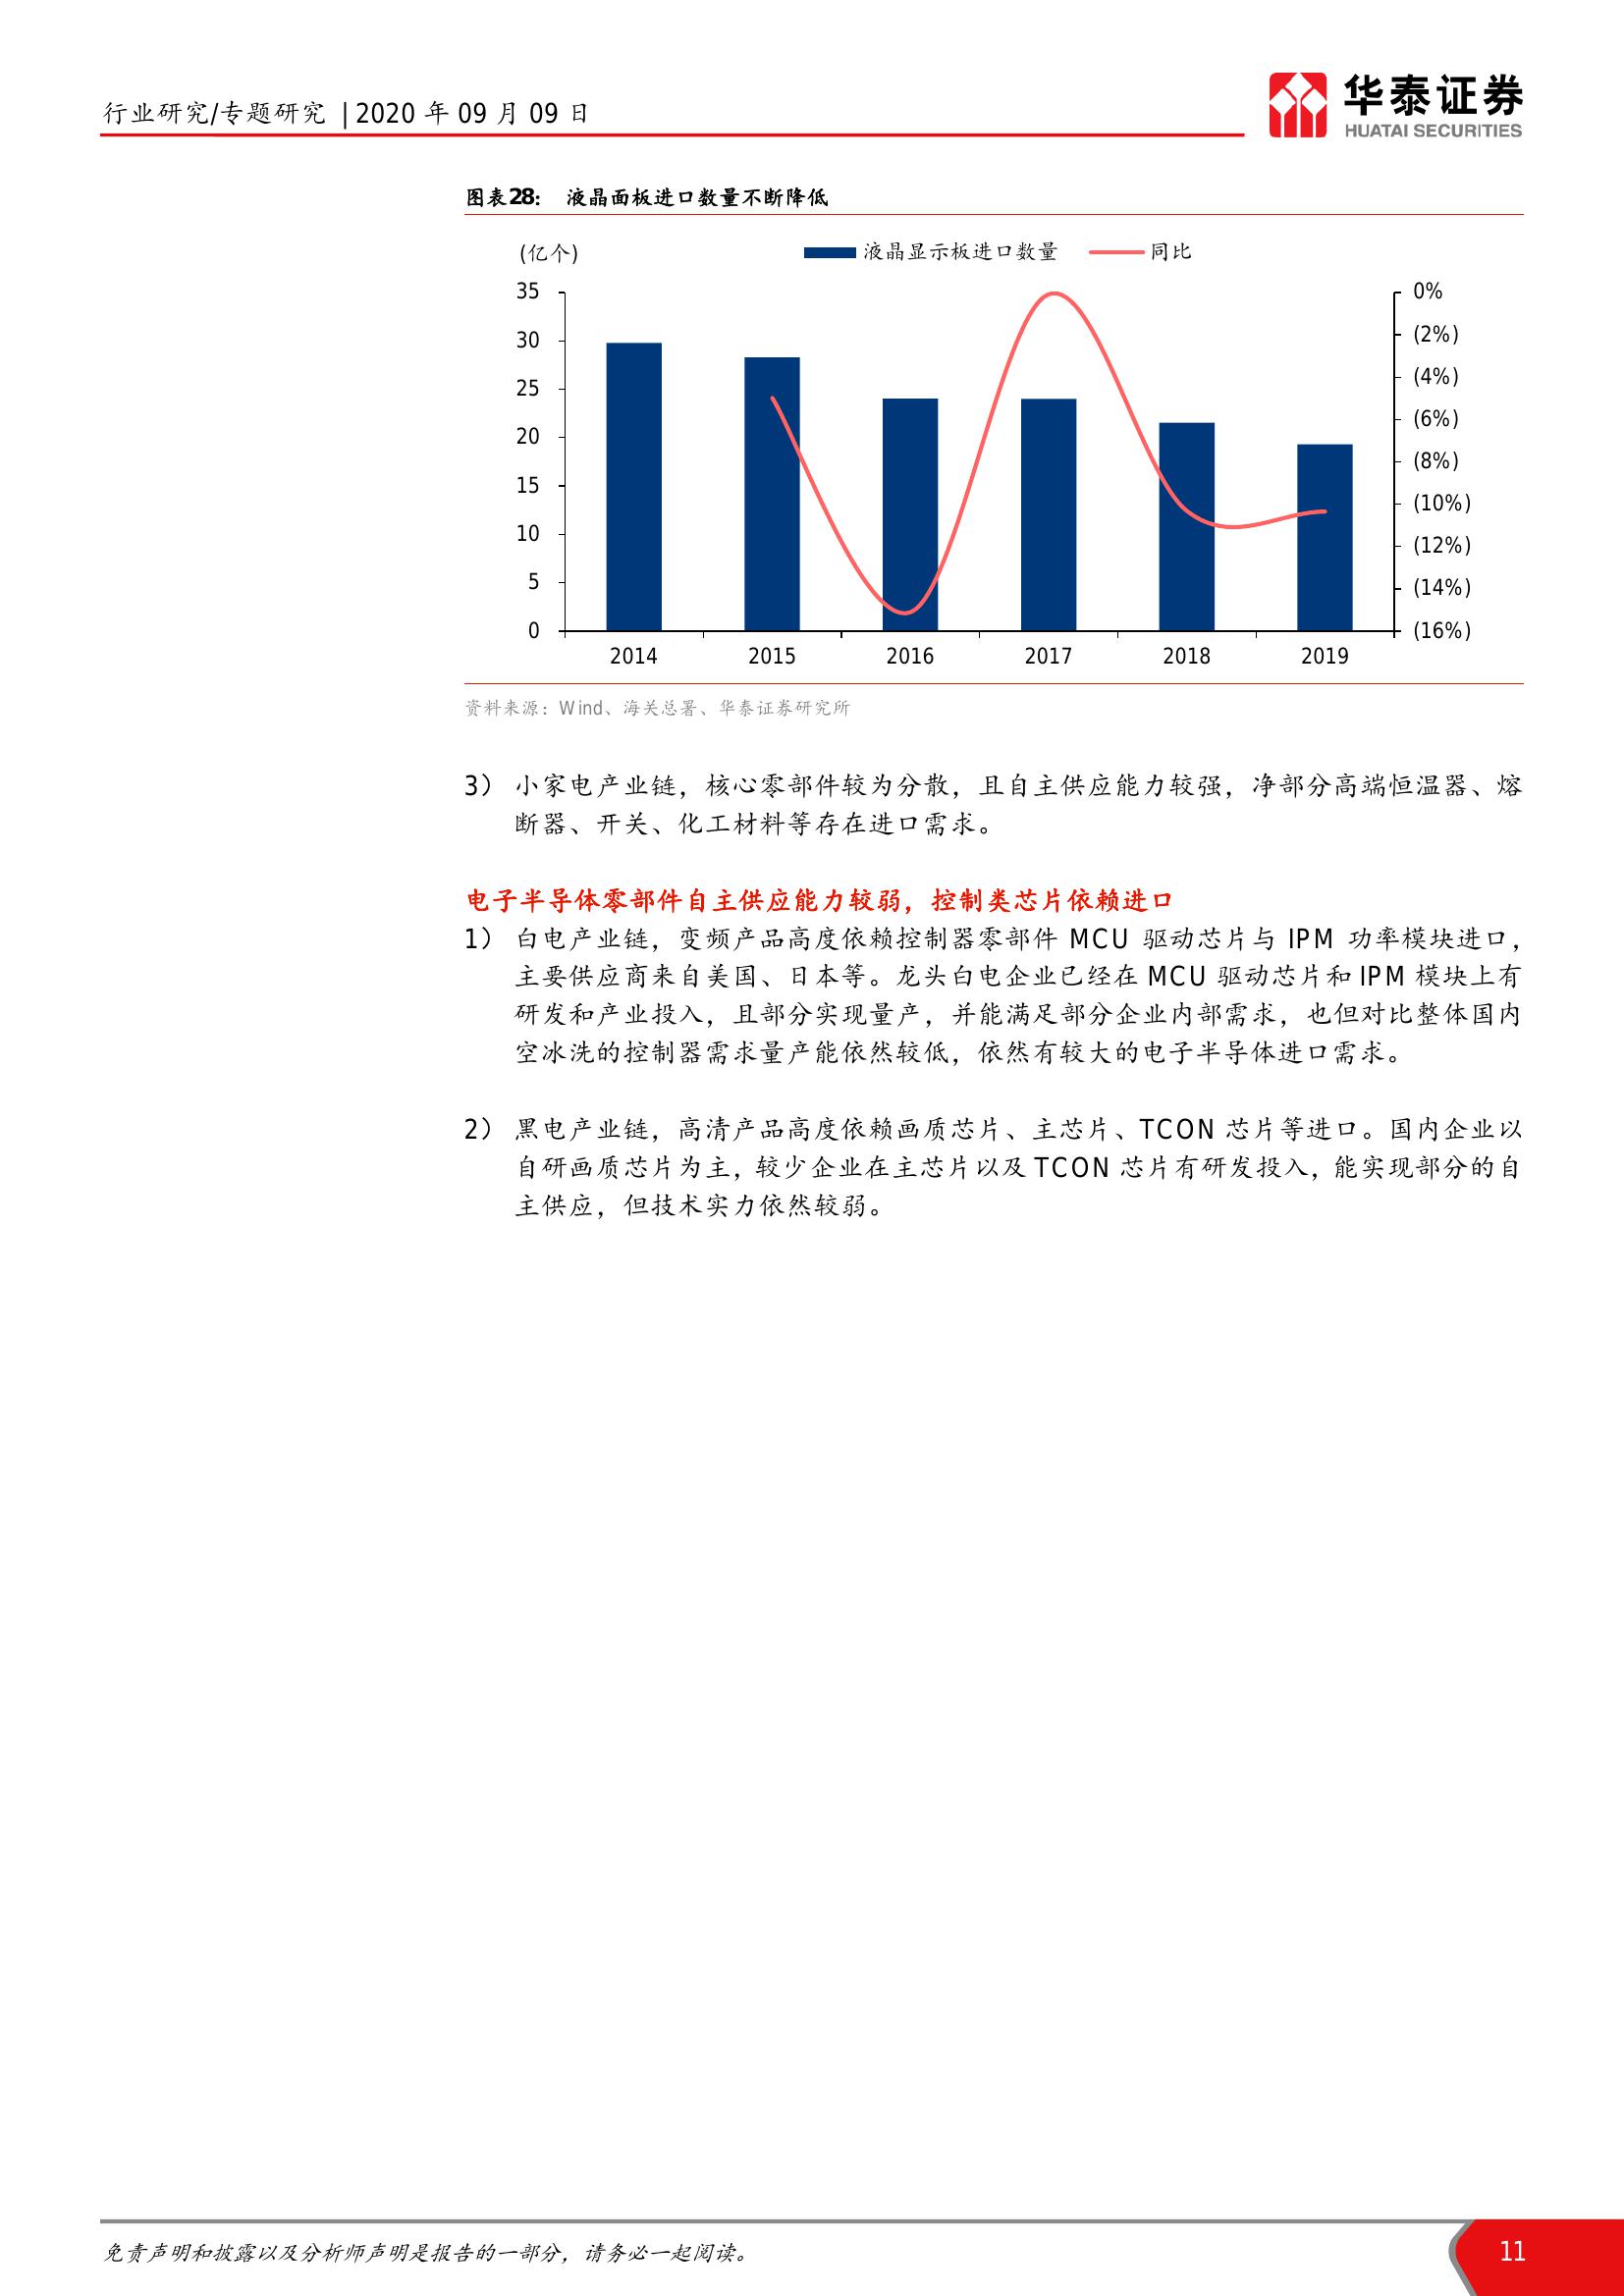 行业研究/专题研究 | 2020 年 09 月 09 日
华泰证券
HUATAI SECURITIES
图表28： 液晶面板进口数量不断降低
(亿个)
液晶显示板进口数量 同比
35
30
25
20
15
10
5
0
0%
(2%)
(4%)
(6%)
(8%)
(10%)
(12%)
(14%)
(16%)
2014 2015 2016 2017 2018 2019
资料来源：Wind、海关总署、华泰证券研究所
3） 小家电产业链，核心零部件较为分散，且自主供应能力较强，净部分高端恒温器、熔
断器、开关、化工材料等存在进口需求。
电子半导体零部件自主供应能力较弱，控制类芯片依赖进口
1） 白电产业链，变频产品高度依赖控制器零部件 MCU 驱动芯片与 IPM 功率模块进口，
主要供应商来自美国、日本等。龙头白电企业已经在 MCU 驱动芯片和 IPM 模块上有
研发和产业投入，且部分实现量产，并能满足部分企业内部需求，也但对比整体国内
空冰洗的控制器需求量产能依然较低，依然有较大的电子半导体进口需求。
2） 黑电产业链，高清产品高度依赖画质芯片、主芯片、TCON 芯片等进口。国内企业以
自研画质芯片为主，较少企业在主芯片以及 TCON 芯片有研发投入，能实现部分的自
主供应，但技术实力依然较弱。
免责声明和披露以及分析师声明是报告的一部分，请务必一起阅读。
11